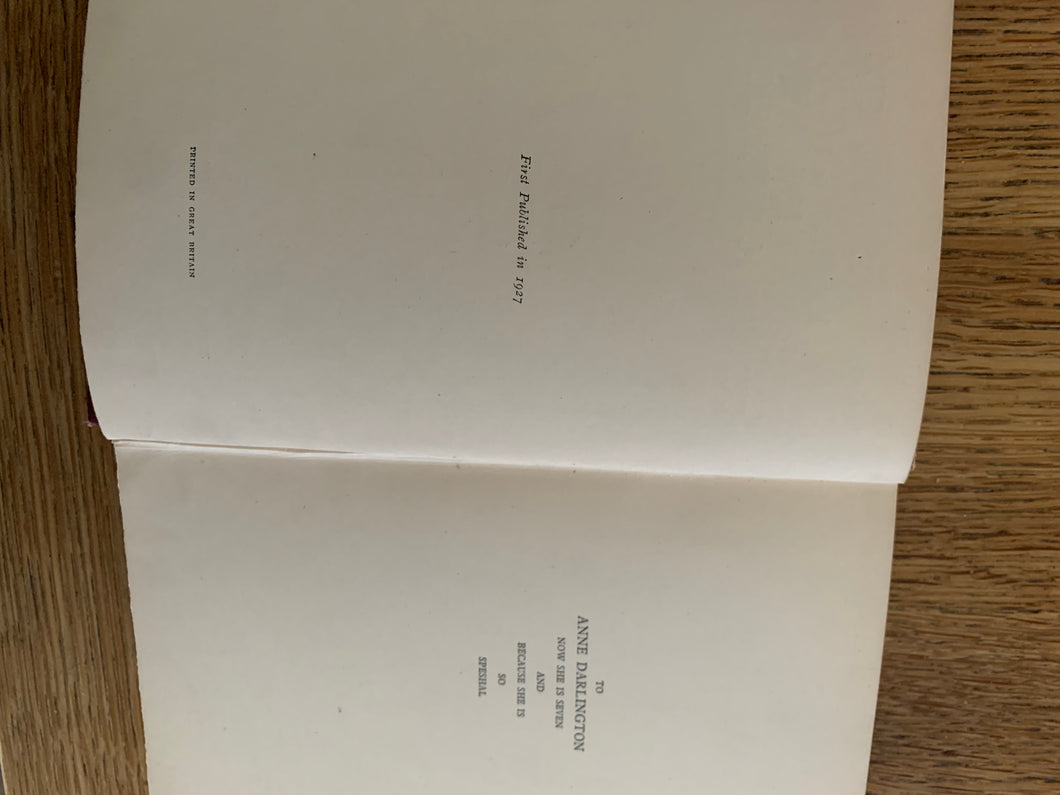 First Published in 1927
PRINTED IN GREAT BRITAIN
TO
ANNE DARLINGTON
NOW SHE IS SEVEN
AND
BECAUSE SHE IS
SO
SPESHAL